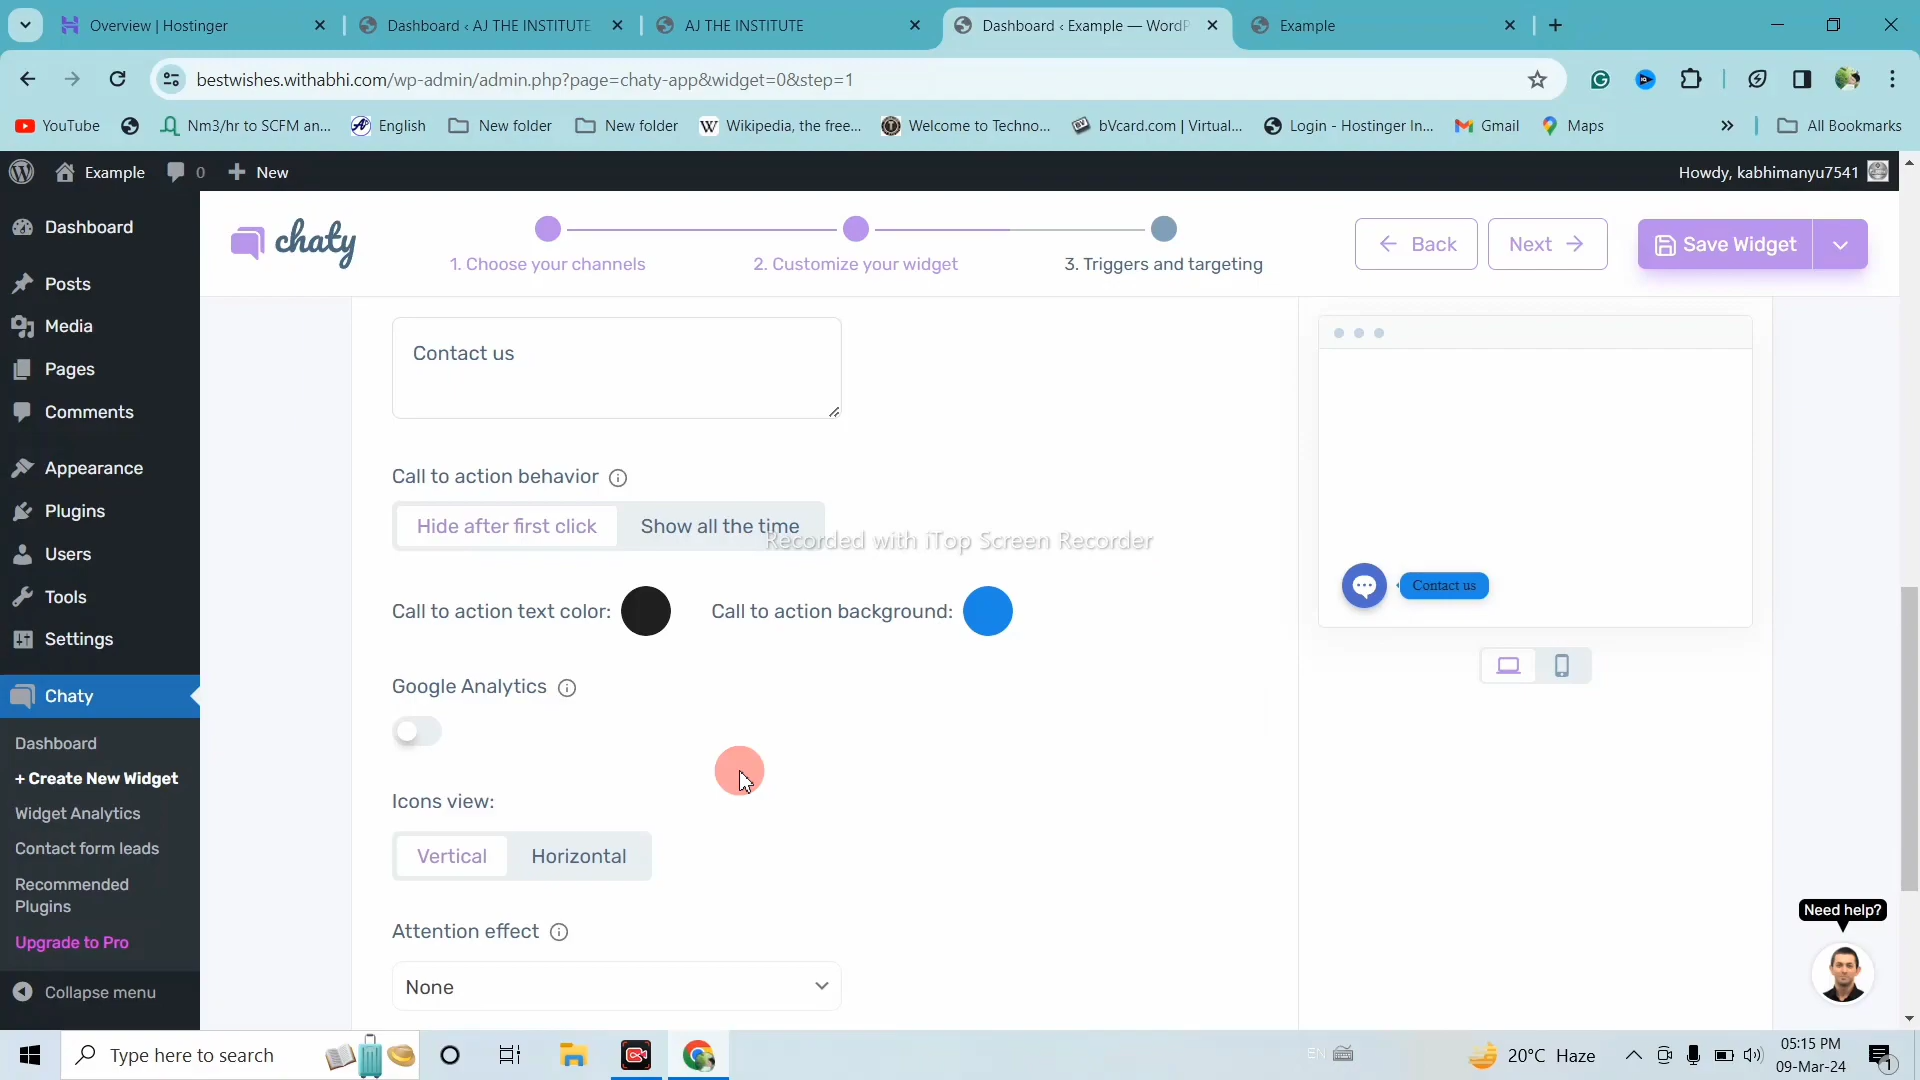 Overview | Hostinger
Dashboard ‹ AJ THE INSTITUTE
AJ THE INSTITUTE
Dashboard ‹ Example — WordP
Example
bestwishes.withabhi.com/wp-admin/admin.php?page=chaty-app&widget=0&step=1
YouTube
Nm3/hr to SCFM an...
English
New folder
New folder
Wikipedia, the free...
Welcome to Techno...
bVcard.com | Virtual...
Login - Hostinger In...
Gmail
Maps
All Bookmarks
Example
0
New
Howdy, kabhimanyu7541
Dashboard
Posts
Media
Pages
Comments
Appearance
Plugins
Users
Tools
Settings
Chaty
Dashboard
+ Create New Widget
Widget Analytics
Contact form leads
Recommended
Plugins
Upgrade to Pro
Collapse menu
chaty
1. Choose your channels
2. Customize your widget
3. Triggers and targeting
Back
Next
Save Widget
Contact us
Call to action behavior
Hide after first click
Show all the time
Recorded with iTop Screen Recorder
Call to action text color:
Call to action background:
Google Analytics
Icons view:
Vertical
Horizontal
Attention effect
None
Contact us
Need help?
Type here to search
EN
20°C Haze
05:15 PM
09-Mar-24
1